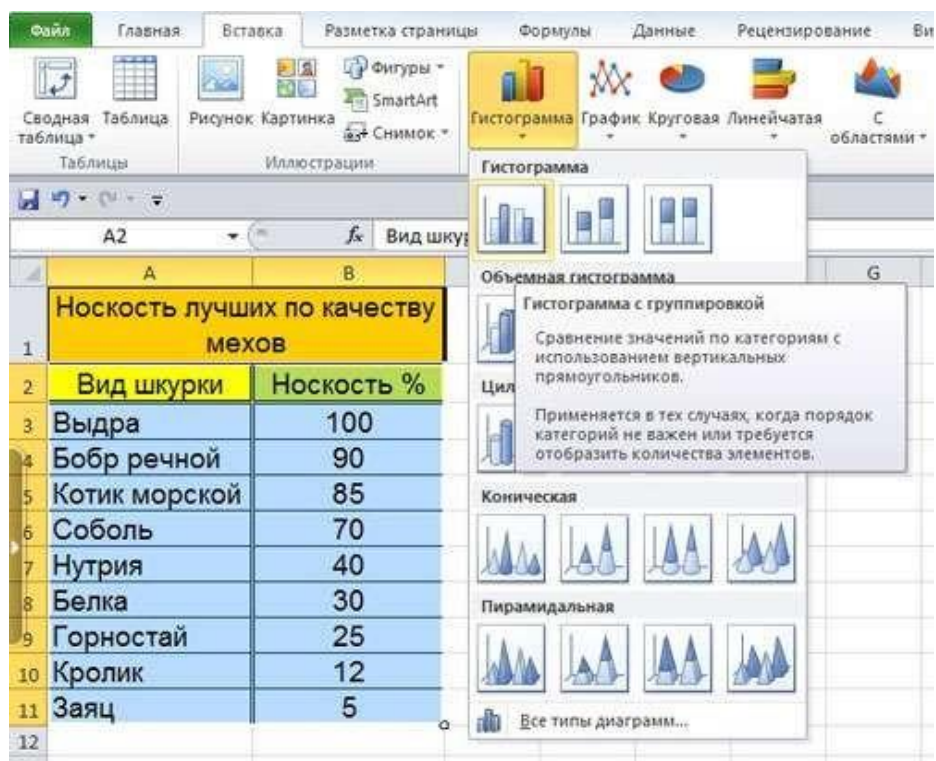 Файл Главная Вставка Разметка страницы Формулы Данные Рецензирование Ви
Сводная таблица Таблица Рисунок Картинка Фигуры SmartArt Снимок Гистограмма График Круговая Линейчатая С областями
Таблицы Иллюстрации
Гистограмма
A2 fx Вид шкур
A B G
Объемная гистограмма
Гистограмма с группировкой
Сравнение значений по категориям с
использованием вертикальных
прямоугольников.
Цил
Применяется в тех случаях, когда порядок
категорий не важен или требуется
отобразить количества элементов.
Коническая
Пирамидальная
Все типы диаграмм...
1 Носкость лучших по качеству
мехов
2 Вид шкурки Носкость %
3 Выдра 100
4 Бобр речной 90
5 Котик морской 85
6 Соболь 70
7 Нутрия 40
8 Белка 30
9 Горностай 25
10 Кролик 12
11 Заяц 5
12